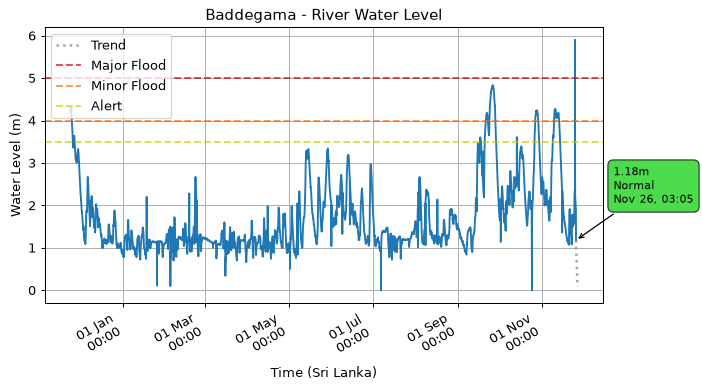 Baddegama - River Water Level
Trend
Major Flood
Minor Flood
Alert
6
5
4
3
2
1
0
Water Level (m)
1.18m
Normal
Nov 26, 03:05
01 Jan
00:00
01 Mar
00:00
01 May
00:00
01 Jul
00:00
01 Sep
00:00
01 Nov
00:00
Time (Sri Lanka)